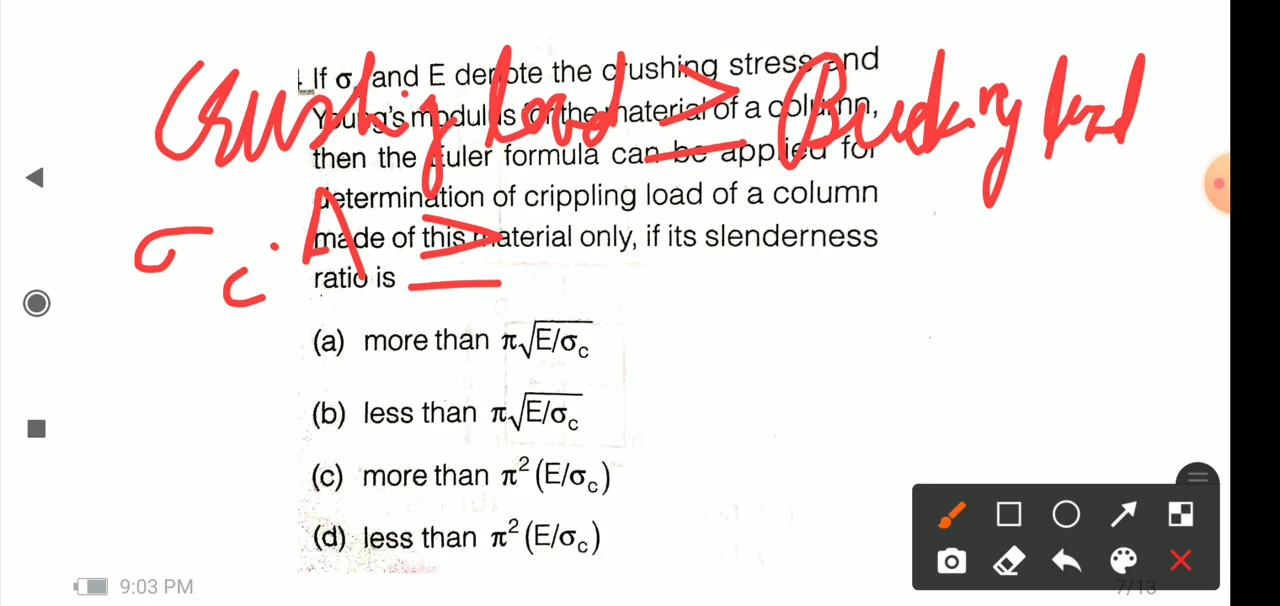 If σc and E denote the crushing stress and
Crushing load ≥ Buckling load
Young's modulus for the material of a column,
then the Euler formula can be applied for
determination of crippling load of a column
σc . A ≥
made of this material only, if its slenderness
ratio is
(a) more than π√E/σc
(b) less than π√E/σc
(c) more than π² (E/σc)
(d) less than π² (E/σc)
9:03 PM
7/13